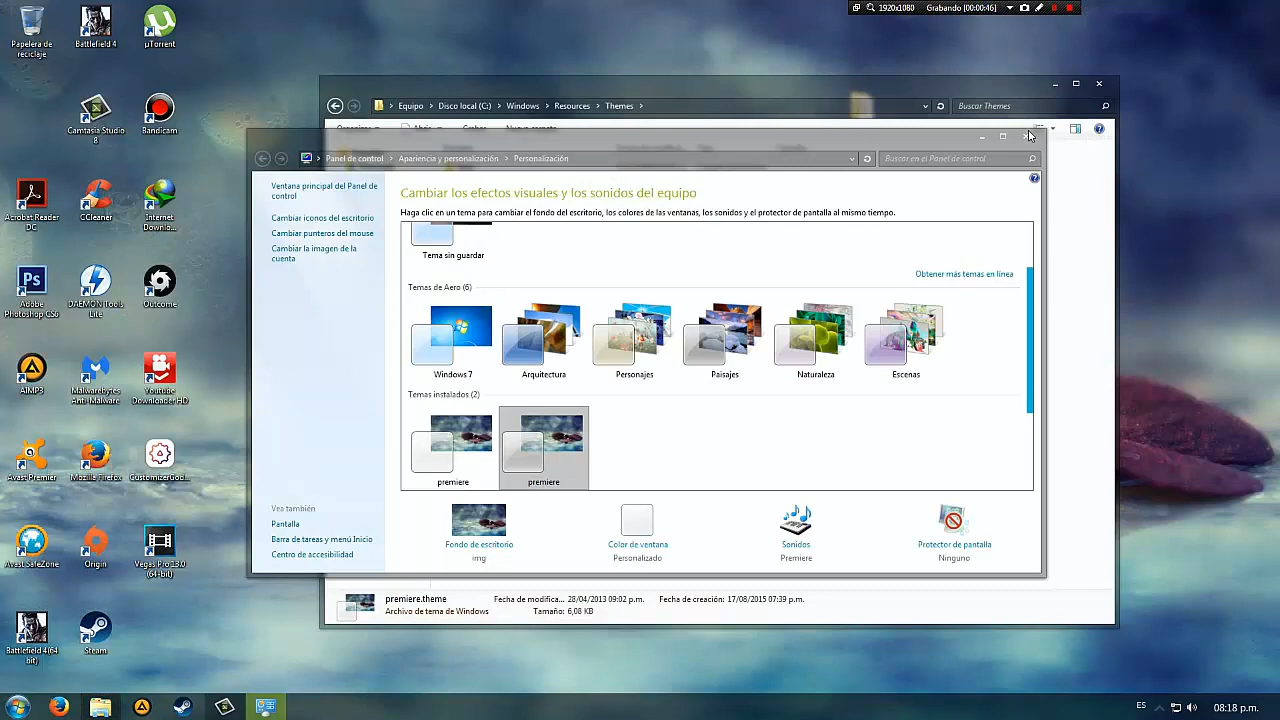 1920x1080 Grabando [00:00:46]
Papelera de reciclaje
Battlefield 4
µTorrent
Camtasia Studio 8
Bandicam
Acrobat Reader DC
CCleaner
Internet Downlo...
Adobe Photoshop CS6
DAEMON Tools Lite
Outcome
AIMP3
Malwarebytes Anti-Malware
Youtube Downloader HD
Avast Premier
Mozilla Firefox
CustomizerGod...
Avast SafeZone
Origin
Vegas Pro 13.0 (64-bit)
Battlefield 4(64 bit)
Steam
Equipo Disco local (C:) Windows Resources Themes
Buscar Themes
Panel de control Apariencia y personalización Personalización
Buscar en el Panel de control
Ventana principal del Panel de
control
Cambiar iconos del escritorio
Cambiar punteros del mouse
Cambiar la imagen de la
cuenta
Vea también
Pantalla
Barra de tareas y menú Inicio
Centro de accesibilidad
Cambiar los efectos visuales y los sonidos del equipo
Haga clic en un tema para cambiar el fondo del escritorio, los colores de las ventanas, los sonidos y el protector de pantalla al mismo tiempo.
Tema sin guardar
Obtener más temas en línea
Temas de Aero (6)
Windows 7 Arquitectura Personajes Paisajes Naturaleza Escenas
Temas instalados (2)
premiere premiere
Fondo de escritorio Color de ventana Sonidos Protector de pantalla
img Personalizado Premiere Ninguno
premiere.theme Fecha de modifica... 28/04/2013 09:02 p.m. Fecha de creación: 17/08/2015 07:39 p.m.
Archivo de tema de Windows Tamaño: 6,08 KB
ES 08:18 p.m.